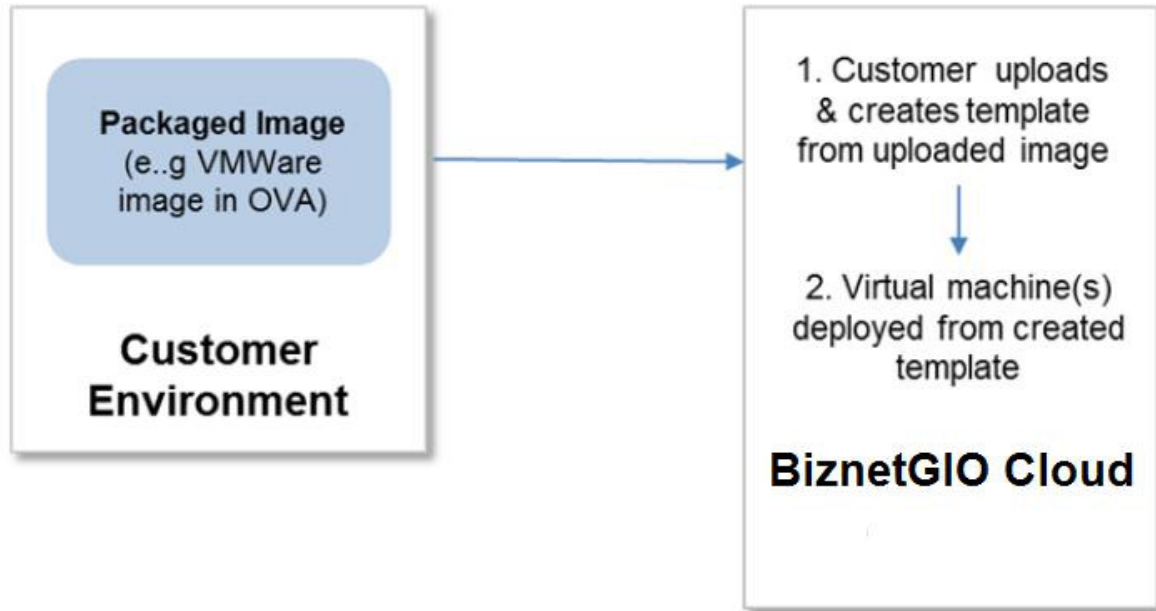 Packaged Image
(e..g VMWare
image in OVA)
Customer
Environment
1. Customer uploads
& creates template
from uploaded image
2. Virtual machine(s)
deployed from created
template
BiznetGIO Cloud